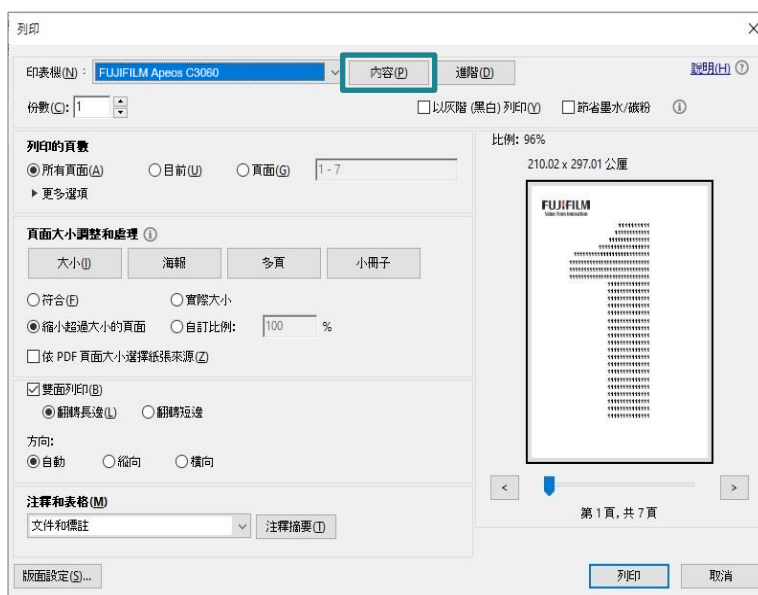 列印
印表機(N)： FUJIFILM Apeos C3060 內容(P) 進階(D) 說明(H)
份數(C): 1 以灰階 (黑白) 列印(Y) 節省墨水/碳粉
列印的頁數
所有頁面(A) 目前(U) 頁面(G) 1 - 7
更多選項
頁面大小調整和處理
大小(I) 海報 多頁 小冊子
符合(F) 實際大小
縮小超過大小的頁面 自訂比例: 100 %
依 PDF 頁面大小選擇紙張來源(Z)
雙面列印(B)
翻轉長邊(L) 翻轉短邊
方向:
自動 縱向 橫向
注釋和表格(M)
文件和標註 注釋摘要(T)
比例: 96%
210.02 x 297.01 公厘
FUJIFILM
Value from Innovation
< >
第 1 頁, 共 7 頁
版面設定(S)... 列印 取消